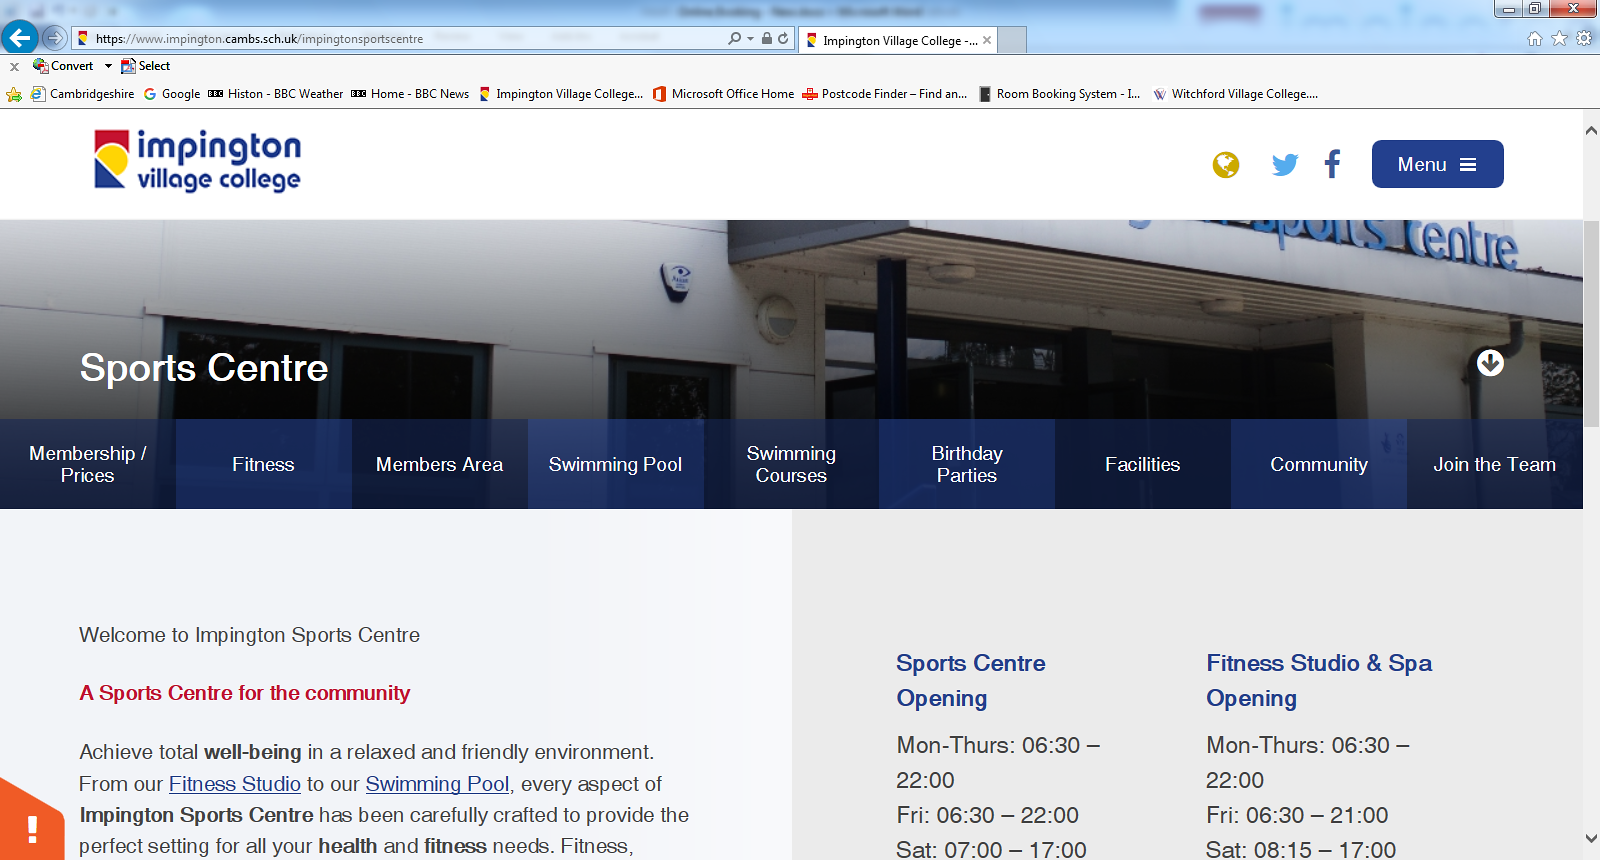 https://www.impington.cambs.sch.uk/impingtonsportscentre
Impington Village College -...
x Convert Select
Cambridgeshire Google BBC Histon - BBC Weather BBC Home - BBC News Impington Village College... Microsoft Office Home Postcode Finder – Find an... Room Booking System - I... Witchford Village College....
impington
village college
Menu
sports centre
Sports Centre
Membership /
Prices
Fitness
Members Area
Swimming Pool
Swimming
Courses
Birthday
Parties
Facilities
Community
Join the Team
Welcome to Impington Sports Centre
A Sports Centre for the community
Achieve total well-being in a relaxed and friendly environment.
From our Fitness Studio to our Swimming Pool, every aspect of
Impington Sports Centre has been carefully crafted to provide the
perfect setting for all your health and fitness needs. Fitness,
Sports Centre
Opening
Mon-Thurs: 06:30 –
22:00
Fri: 06:30 – 22:00
Sat: 07:00 – 17:00
Fitness Studio & Spa
Opening
Mon-Thurs: 06:30 –
22:00
Fri: 06:30 – 21:00
Sat: 08:15 – 17:00
!